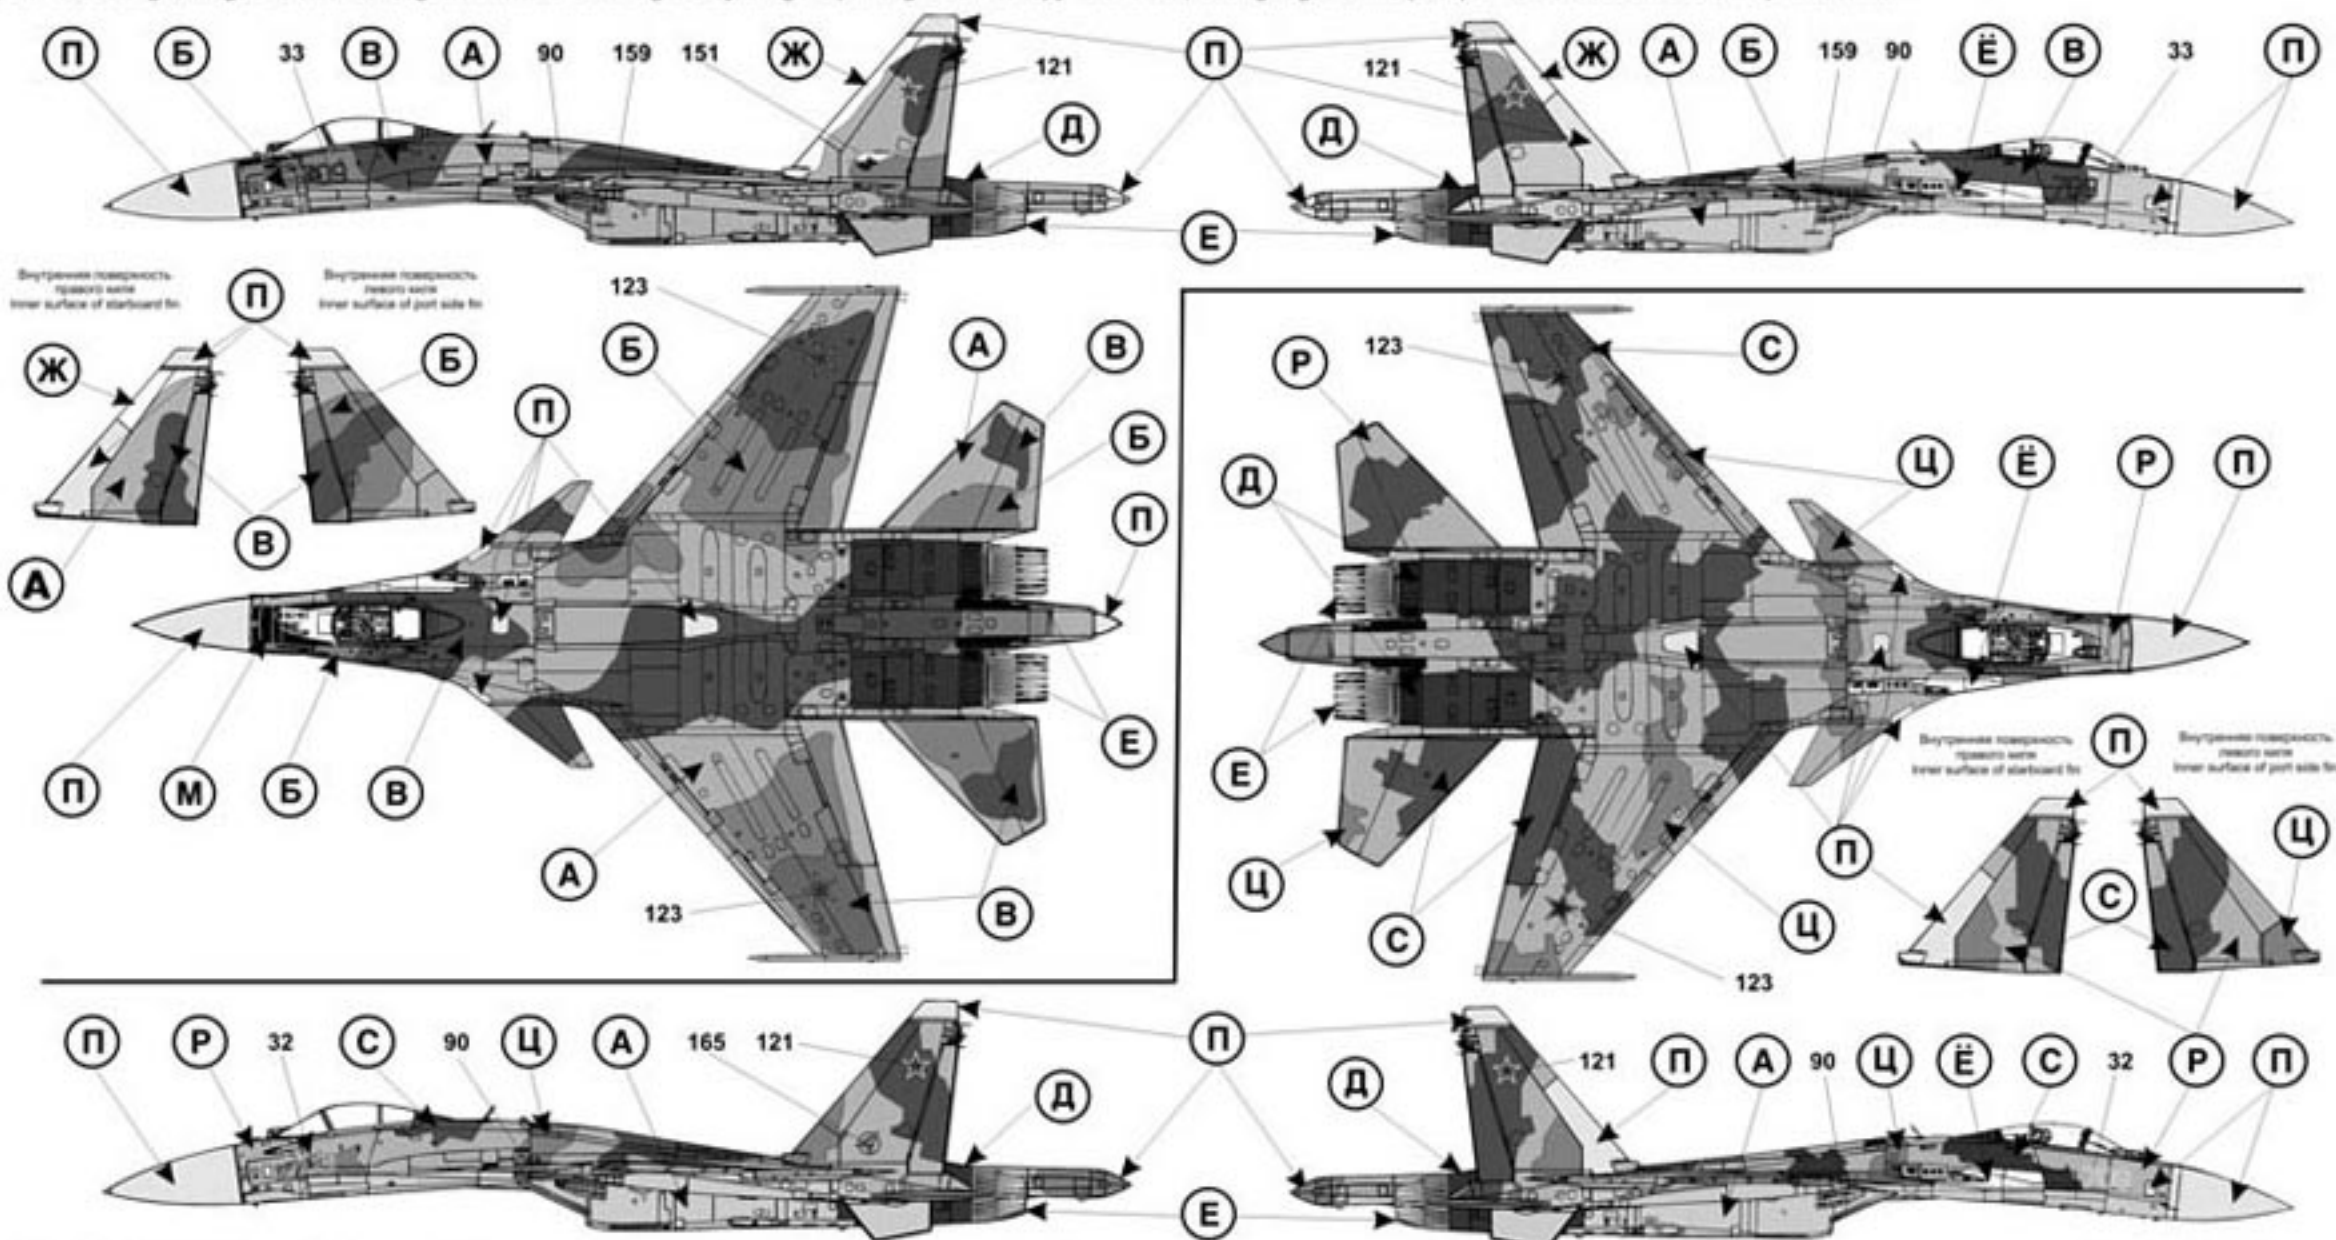 П Б 33 В А 90 159 151 Ж П 121 Ж А Б 159 90 Ё В 33 П
121
Д Д
Е
Внутренняя поверхность
правого киля
Inner surface of starboard fin
П
Внутренняя поверхность
левого киля
Inner surface of port side fin
123
Ж Б Б А В
П Б
П
В
А
П М Б В Е
А
123 В
Р 123 С
Д Ц Ё Р П
Е
Внутренняя поверхность
правого киля
Inner surface of starboard fin
П
Внутренняя поверхность
левого киля
Inner surface of port side fin
Ц П Ц
С С Ц
123
П Р 32 С 90 Ц А 165 121 П 121 П А 90 Ц Ё С 32 Р П
Д Д
Е